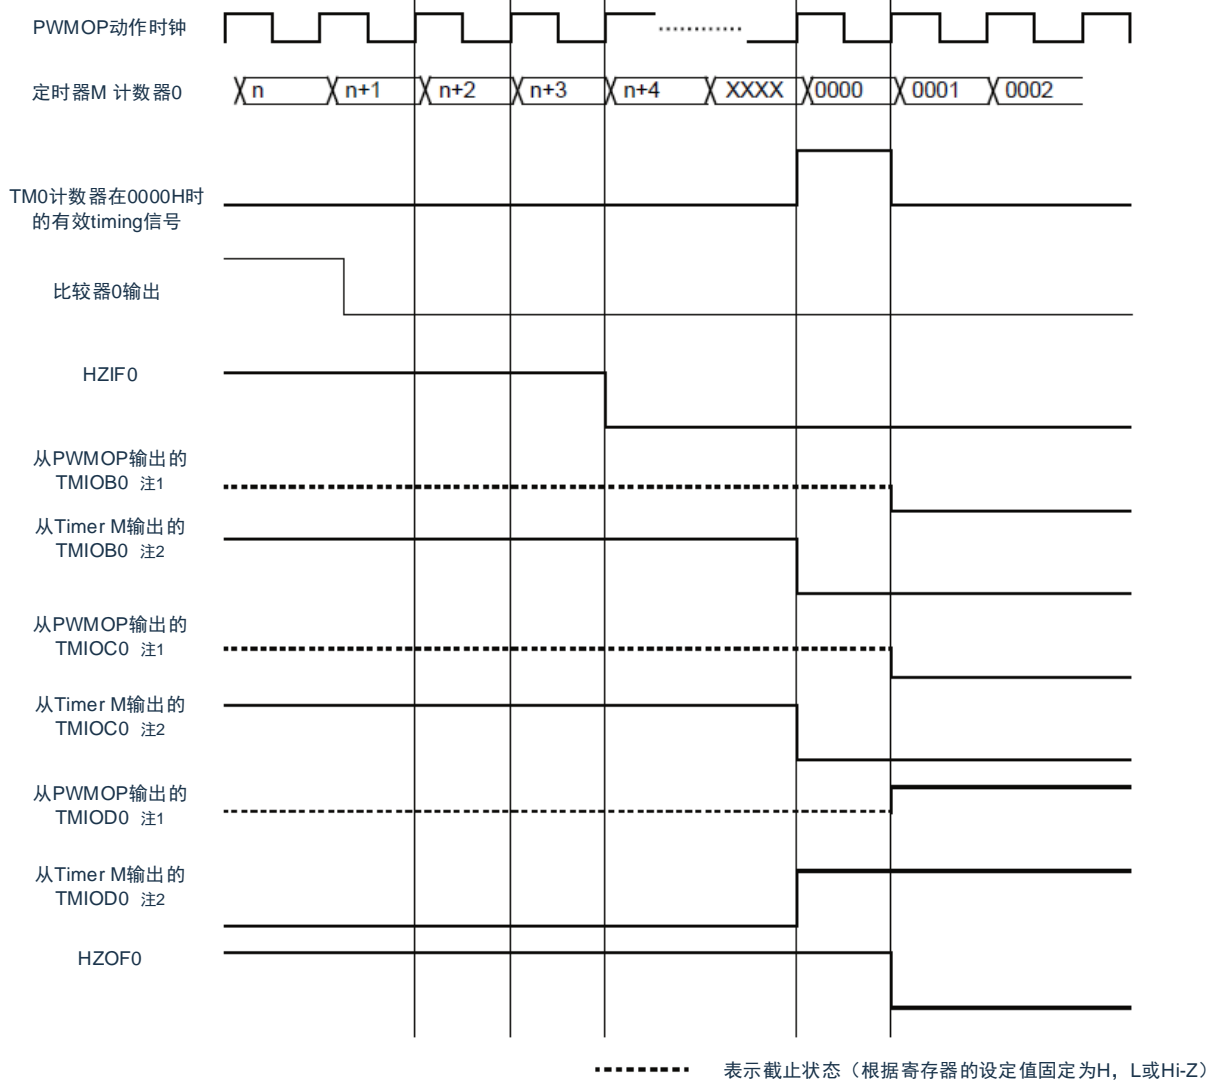 PWMOP动作时钟
定时器M 计数器0
n n+1 n+2 n+3 n+4 XXXX 0000 0001 0002
TM0计数器在0000H时
的有效timing信号
比较器0输出
HZIF0
从PWMOP输出的
TMIOB0 注1
从Timer M输出的
TMIOB0 注2
从PWMOP输出的
TMIOC0 注1
从Timer M输出的
TMIOC0 注2
从PWMOP输出的
TMIOD0 注1
从Timer M输出的
TMIOD0 注2
HZOF0
表示截止状态（根据寄存器的设定值固定为H，L或Hi-Z）